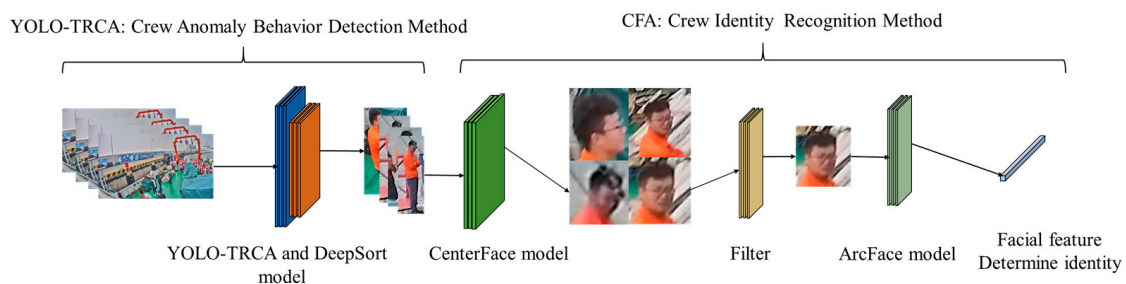 YOLO-TRCA: Crew Anomaly Behavior Detection Method
CFA: Crew Identity Recognition Method
YOLO-TRCA and DeepSort
model
CenterFace model
Filter
ArcFace model
Facial feature
Determine identity